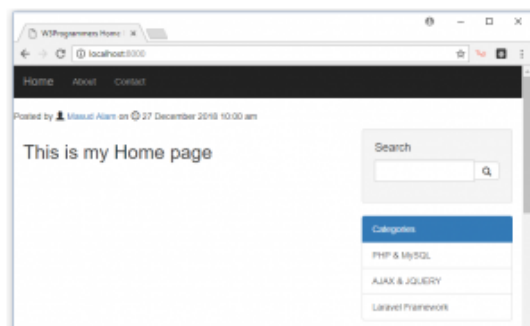 W3Programmers Home
localhost:8000
Home About Contact
Posted by Masud Alam on 27 December 2018 10:00 am
This is my Home page
Search
Categories
PHP & MySQL
AJAX & JQUERY
Laravel Framework